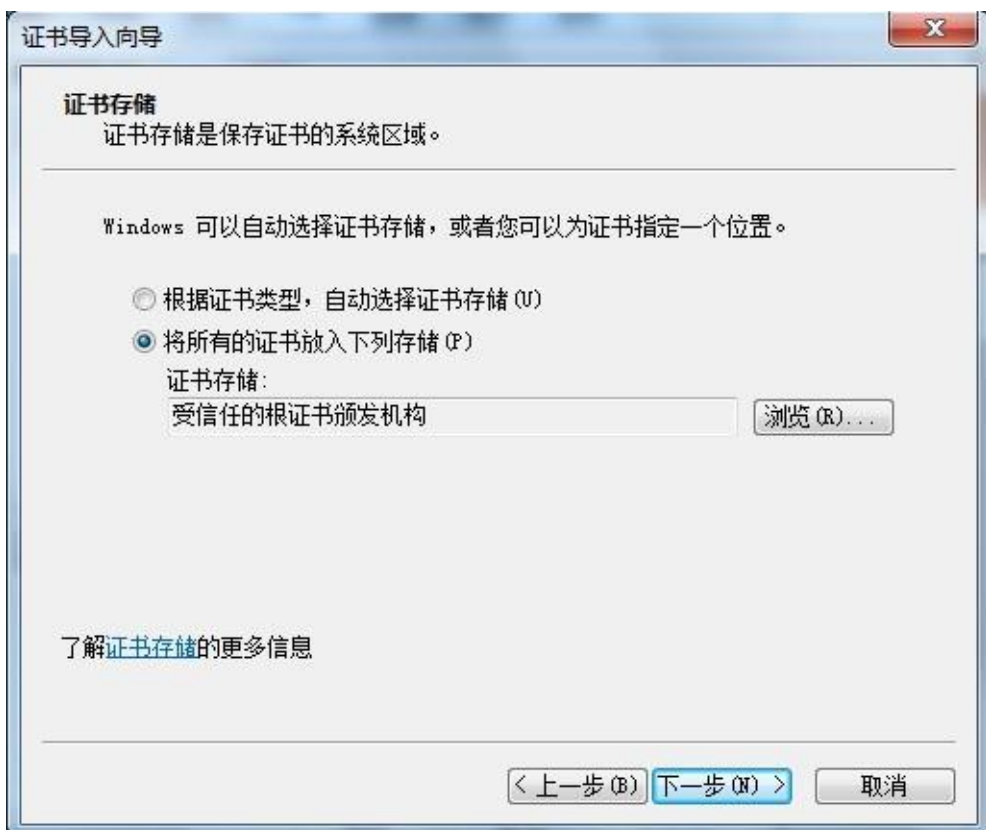 证书导入向导
证书存储
证书存储是保存证书的系统区域。
Windows 可以自动选择证书存储，或者您可以为证书指定一个位置。
根据证书类型，自动选择证书存储(U)
将所有的证书放入下列存储(P)
证书存储:
受信任的根证书颁发机构 浏览(R)...
了解证书存储的更多信息
< 上一步(B) 下一步(N) > 取消